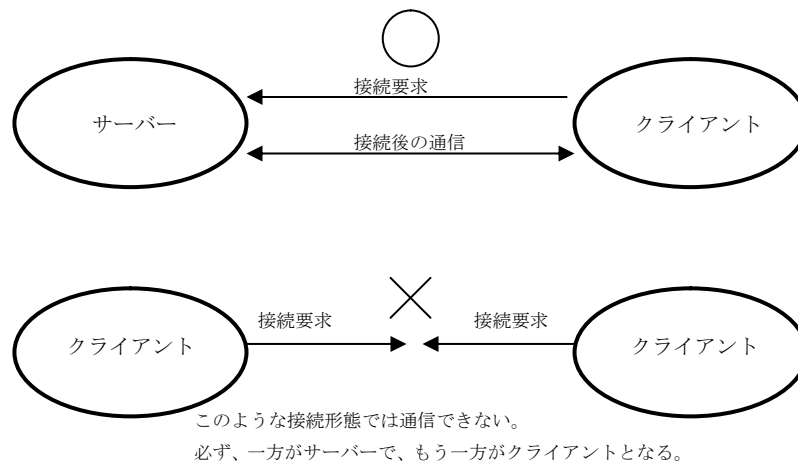 接続要求
サーバー
クライアント
接続後の通信
接続要求
接続要求
クライアント
クライアント
このような接続形態では通信できない。
必ず、一方がサーバーで、もう一方がクライアントとなる。